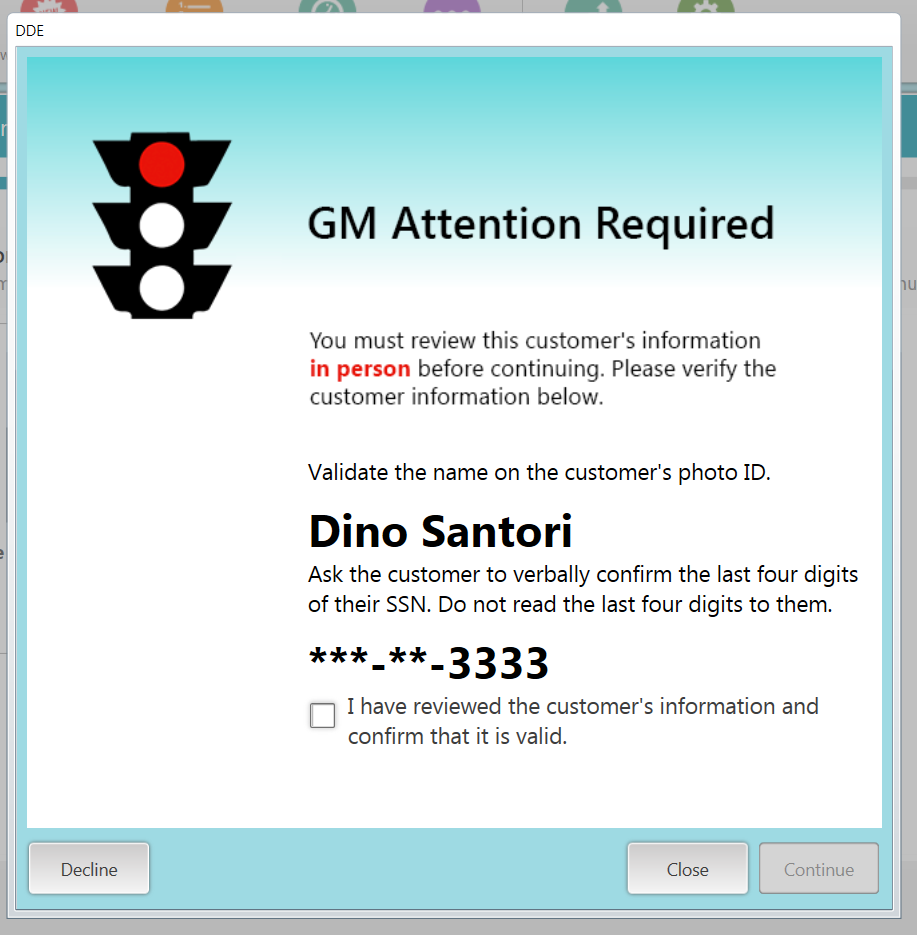 DDE
GM Attention Required
You must review this customer's information
in person before continuing. Please verify the
customer information below.
Validate the name on the customer's photo ID.
Dino Santori
Ask the customer to verbally confirm the last four digits
of their SSN. Do not read the last four digits to them.
***-**-3333
I have reviewed the customer's information and
confirm that it is valid.
Decline
Close
Continue